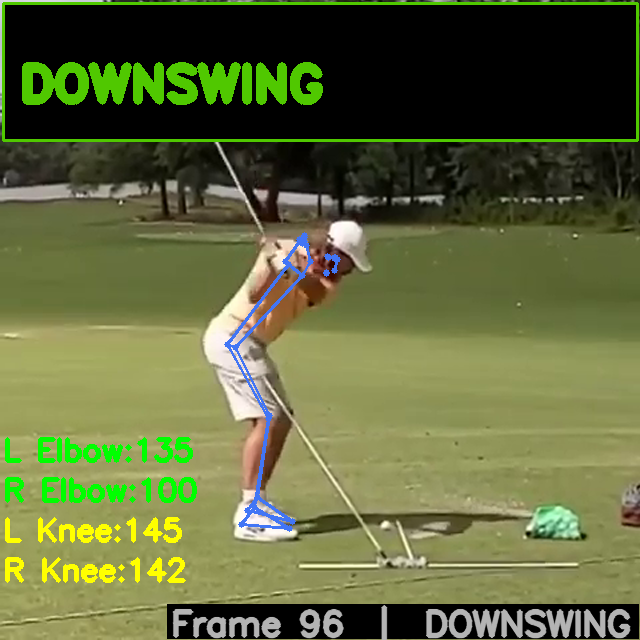 DOWNSWING
L Elbow:135
R Elbow:100
L Knee:145
R Knee:142
Frame 96 | DOWNSWING